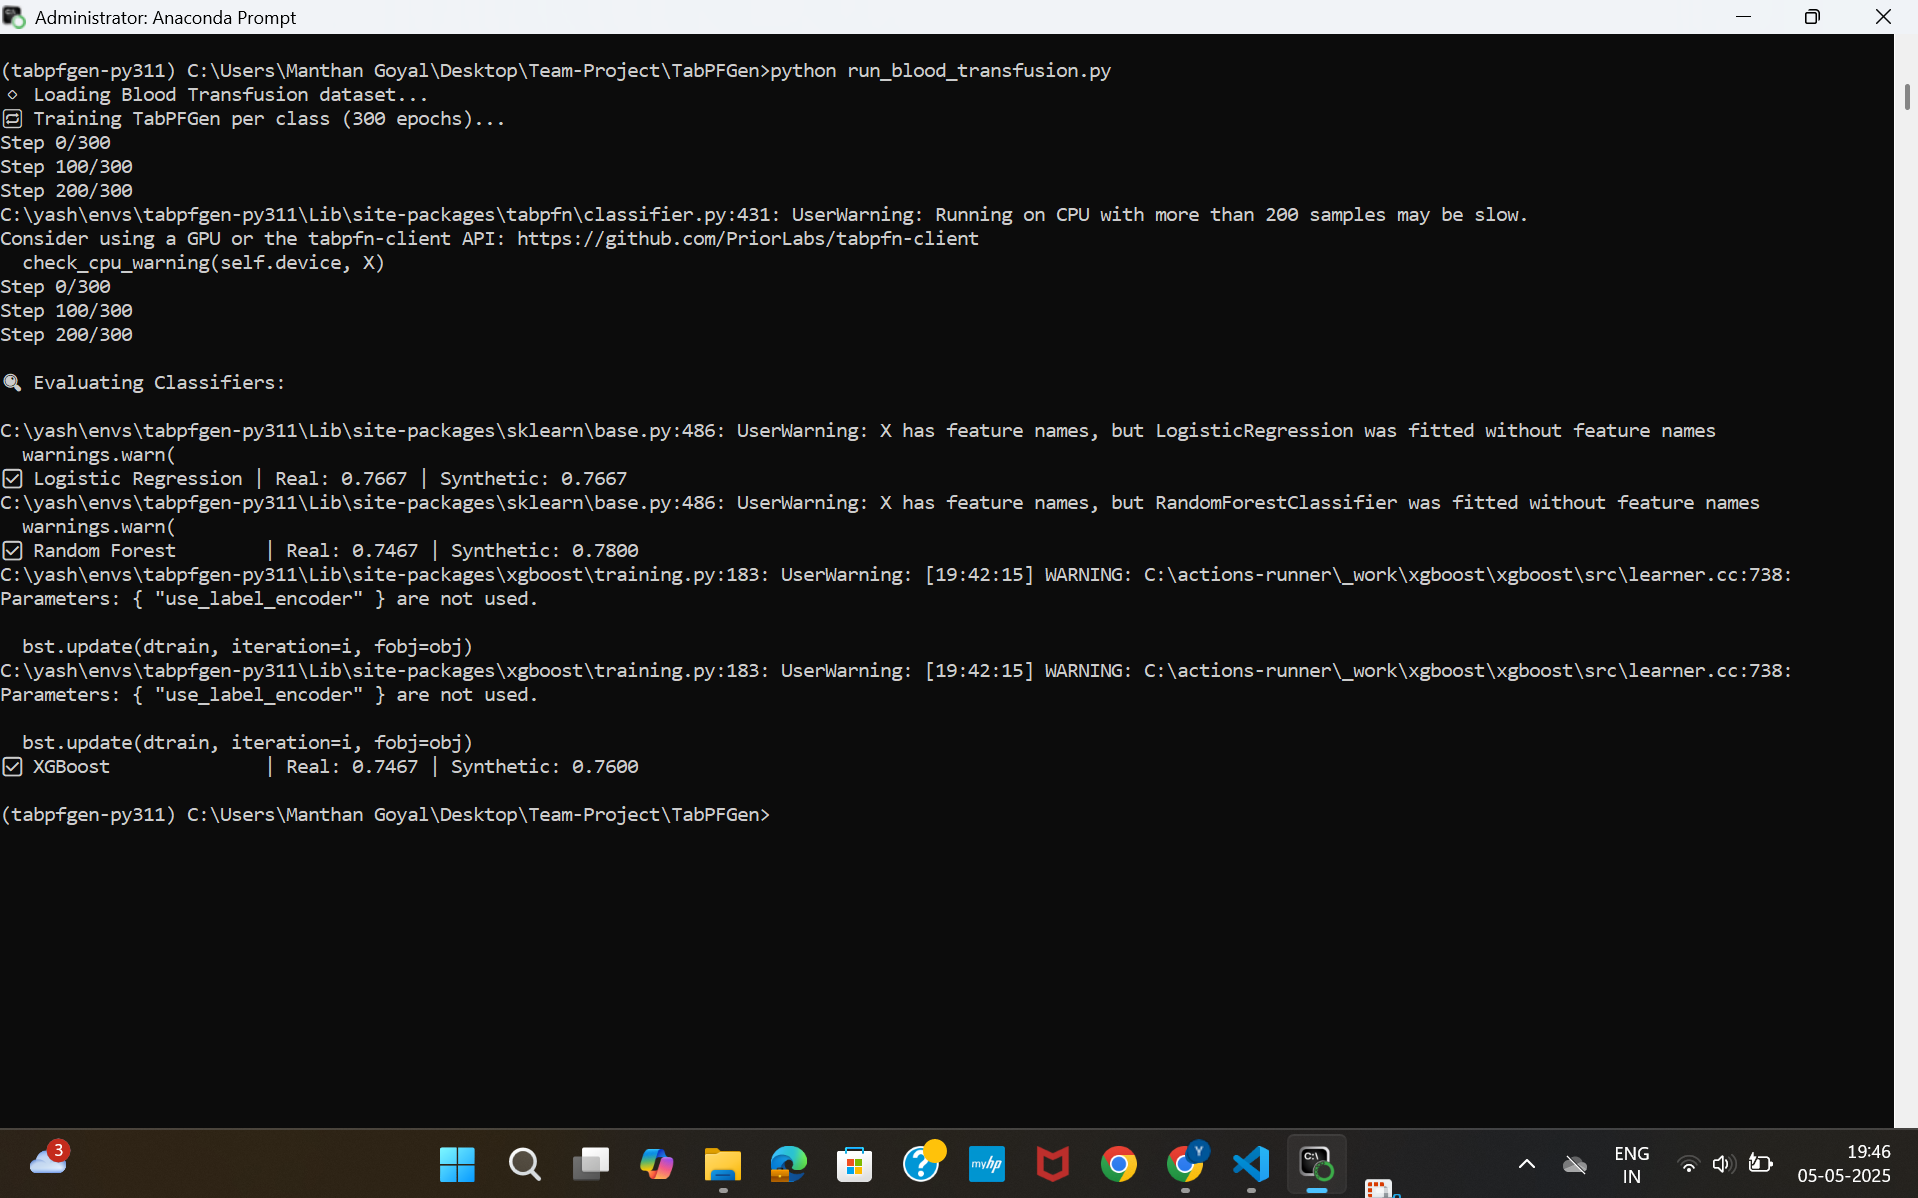 Administrator: Anaconda Prompt
(tabpfgen-py311) C:\Users\Manthan Goyal\Desktop\Team-Project\TabPFGen>python run_blood_transfusion.py
Loading Blood Transfusion dataset...
Training TabPFGen per class (300 epochs)...
Step 0/300
Step 100/300
Step 200/300
C:\yash\envs\tabpfgen-py311\Lib\site-packages\tabpfn\classifier.py:431: UserWarning: Running on CPU with more than 200 samples may be slow.
Consider using a GPU or the tabpfn-client API: https://github.com/PriorLabs/tabpfn-client
  check_cpu_warning(self.device, X)
Step 0/300
Step 100/300
Step 200/300
🔍 Evaluating Classifiers:
C:\yash\envs\tabpfgen-py311\Lib\site-packages\sklearn\base.py:486: UserWarning: X has feature names, but LogisticRegression was fitted without feature names
  warnings.warn(
☑ Logistic Regression | Real: 0.7667 | Synthetic: 0.7667
C:\yash\envs\tabpfgen-py311\Lib\site-packages\sklearn\base.py:486: UserWarning: X has feature names, but RandomForestClassifier was fitted without feature names
  warnings.warn(
☑ Random Forest        | Real: 0.7467 | Synthetic: 0.7800
C:\yash\envs\tabpfgen-py311\Lib\site-packages\xgboost\training.py:183: UserWarning: [19:42:15] WARNING: C:\actions-runner\_work\xgboost\xgboost\src\learner.cc:738:
Parameters: { "use_label_encoder" } are not used.
  bst.update(dtrain, iteration=i, fobj=obj)
C:\yash\envs\tabpfgen-py311\Lib\site-packages\xgboost\training.py:183: UserWarning: [19:42:15] WARNING: C:\actions-runner\_work\xgboost\xgboost\src\learner.cc:738:
Parameters: { "use_label_encoder" } are not used.
  bst.update(dtrain, iteration=i, fobj=obj)
☑ XGBoost              | Real: 0.7467 | Synthetic: 0.7600
(tabpfgen-py311) C:\Users\Manthan Goyal\Desktop\Team-Project\TabPFGen>
3
myhp
Y
C:\
ENG
IN
19:46
05-05-2025